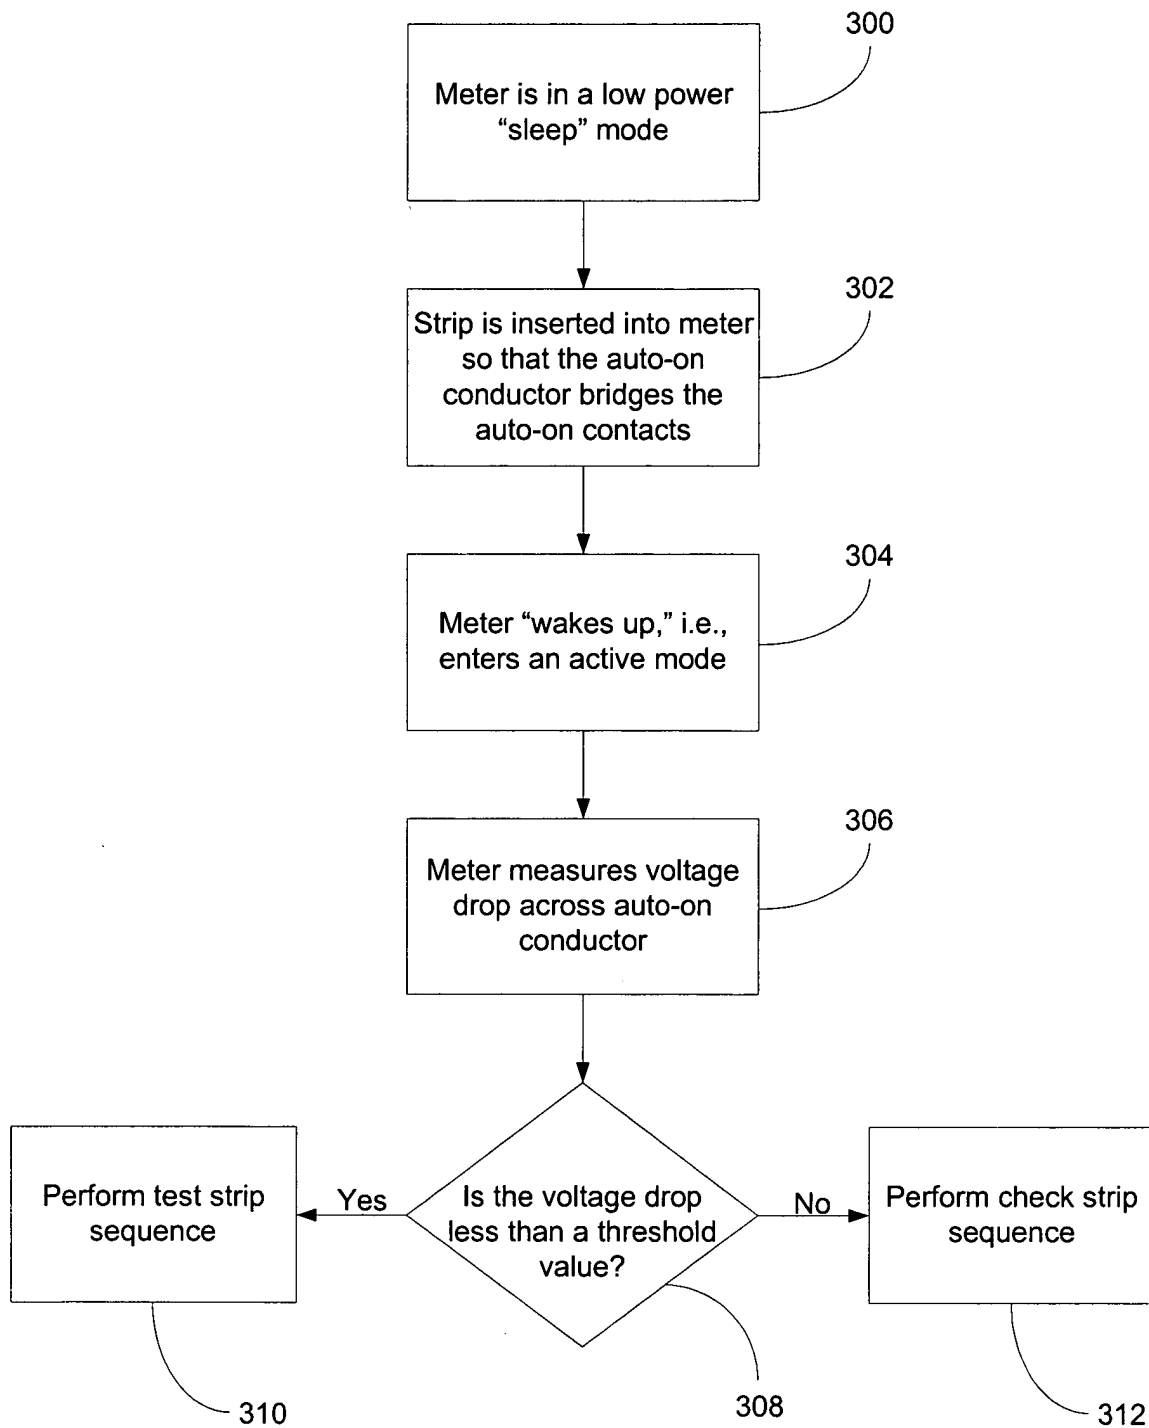 300
Meter is in a low power
“sleep” mode
302
Strip is inserted into meter
so that the auto-on
conductor bridges the
auto-on contacts
304
Meter “wakes up,” i.e.,
enters an active mode
306
Meter measures voltage
drop across auto-on
conductor
Is the voltage drop
less than a threshold
value?
308
Yes
Perform test strip
sequence
310
No
Perform check strip
sequence
312